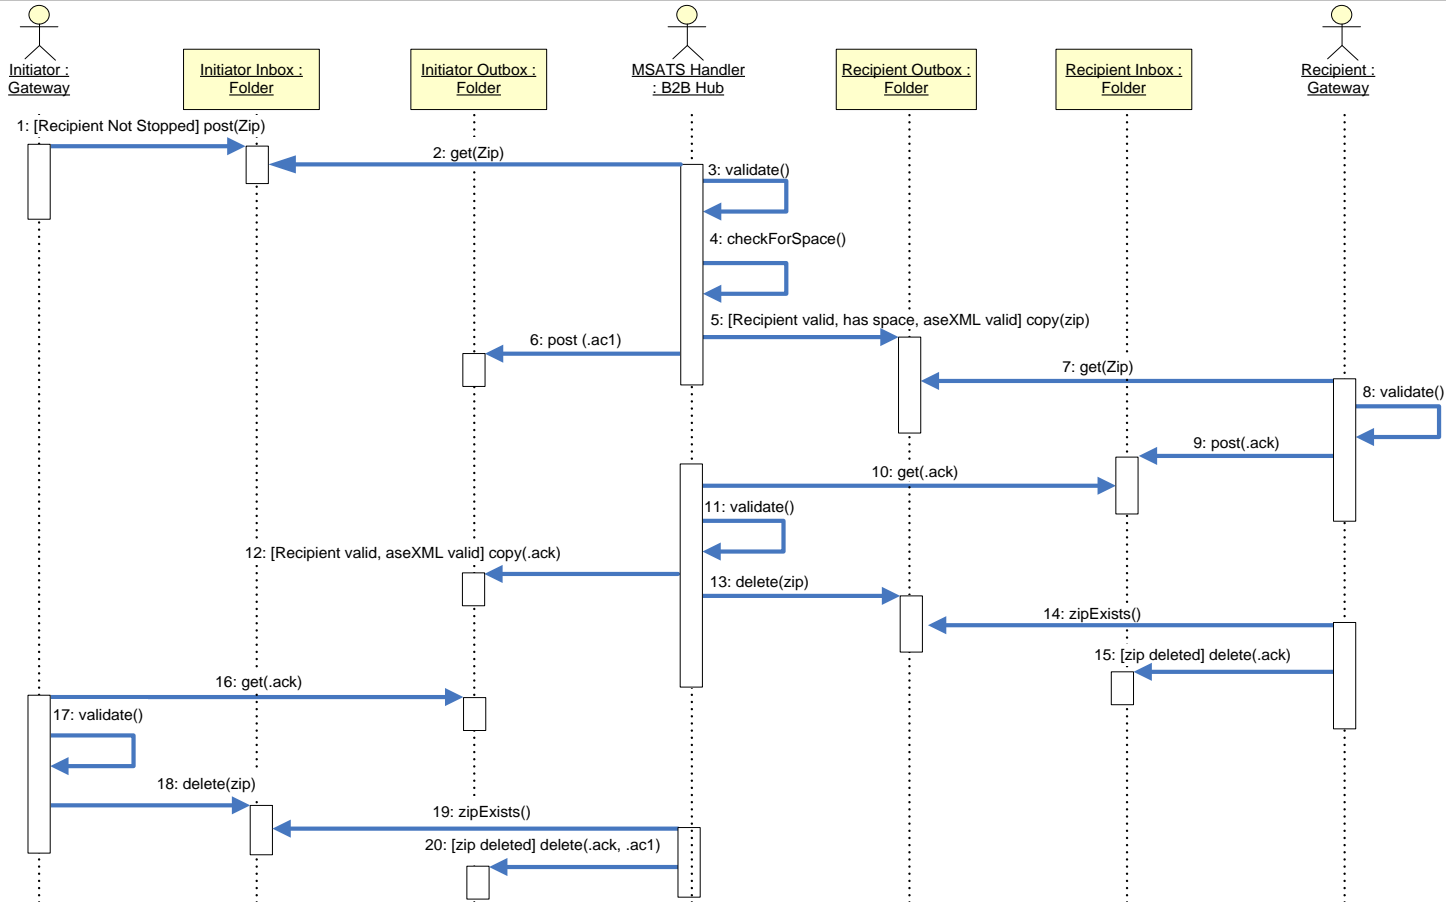 Initiator :
Gateway
Initiator Inbox :
Folder
Initiator Outbox :
Folder
MSATS Handler
: B2B Hub
Recipient Outbox :
Folder
Recipient Inbox :
Folder
Recipient :
Gateway
1: [Recipient Not Stopped] post(Zip)
2: get(Zip)
3: validate()
4: checkForSpace()
5: [Recipient valid, has space, aseXML valid] copy(zip)
6: post (.ac1)
7: get(Zip)
8: validate()
9: post(.ack)
10: get(.ack)
11: validate()
12: [Recipient valid, aseXML valid] copy(.ack)
13: delete(zip)
14: zipExists()
15: [zip deleted] delete(.ack)
16: get(.ack)
17: validate()
18: delete(zip)
19: zipExists()
20: [zip deleted] delete(.ack, .ac1)